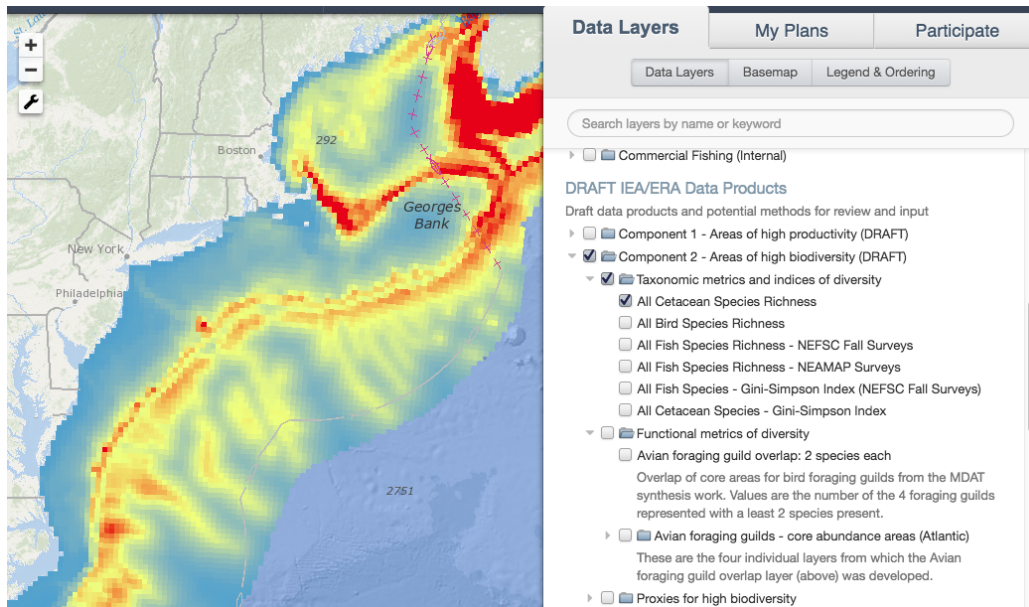 St. La
+
−
292
Boston
Georges
Bank
New York
Philadelphia
2751
Data Layers
My Plans
Participate
Data Layers
Basemap
Legend & Ordering
Search layers by name or keyword
Commercial Fishing (Internal)
DRAFT IEA/ERA Data Products
Draft data products and potential methods for review and input
Component 1 - Areas of high productivity (DRAFT)
Component 2 - Areas of high biodiversity (DRAFT)
Taxonomic metrics and indices of diversity
All Cetacean Species Richness
All Bird Species Richness
All Fish Species Richness - NEFSC Fall Surveys
All Fish Species Richness - NEAMAP Surveys
All Fish Species - Gini-Simpson Index (NEFSC Fall Surveys)
All Cetacean Species - Gini-Simpson Index
Functional metrics of diversity
Avian foraging guild overlap: 2 species each
Overlap of core areas for bird foraging guilds from the MDAT
synthesis work. Values are the number of the 4 foraging guilds
represented with a least 2 species present.
Avian foraging guilds - core abundance areas (Atlantic)
These are the four individual layers from which the Avian
foraging guild overlap layer (above) was developed.
Proxies for high biodiversity